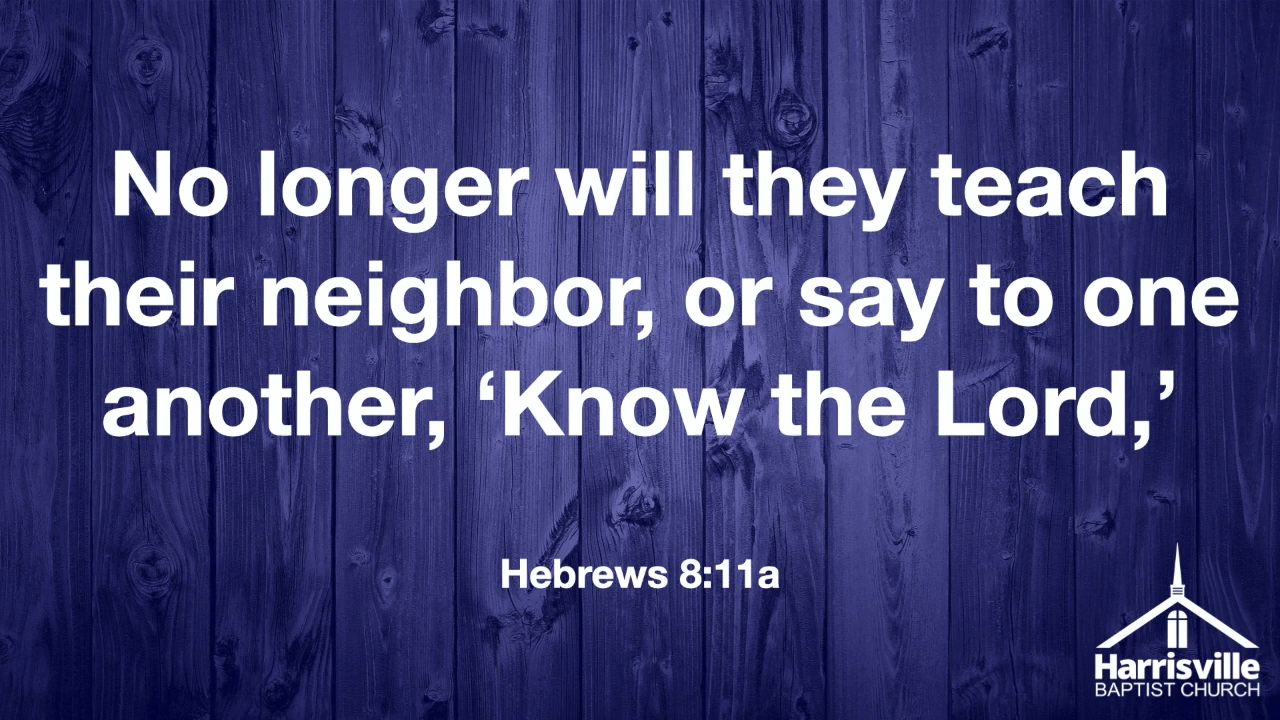 No longer will they teach
their neighbor, or say to one
another, ‘Know the Lord,’
Hebrews 8:11a
Harrisville
BAPTIST CHURCH